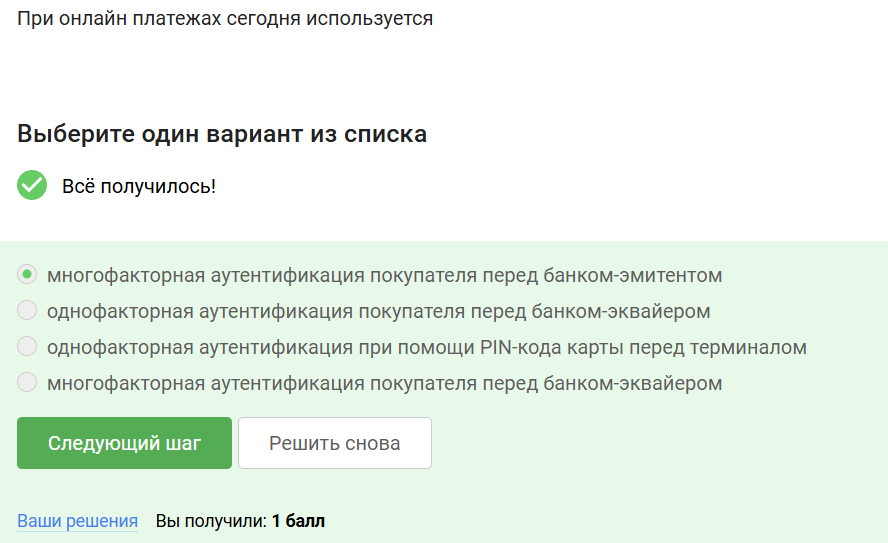 При онлайн платежах сегодня используется
Выберите один вариант из списка
Всё получилось!
многофакторная аутентификация покупателя перед банком-эмитентом
однофакторная аутентификация покупателя перед банком-эквайером
однофакторная аутентификация при помощи PIN-кода карты перед терминалом
многофакторная аутентификация покупателя перед банком-эквайером
Следующий шаг Решить снова
Ваши решения Вы получили: 1 балл